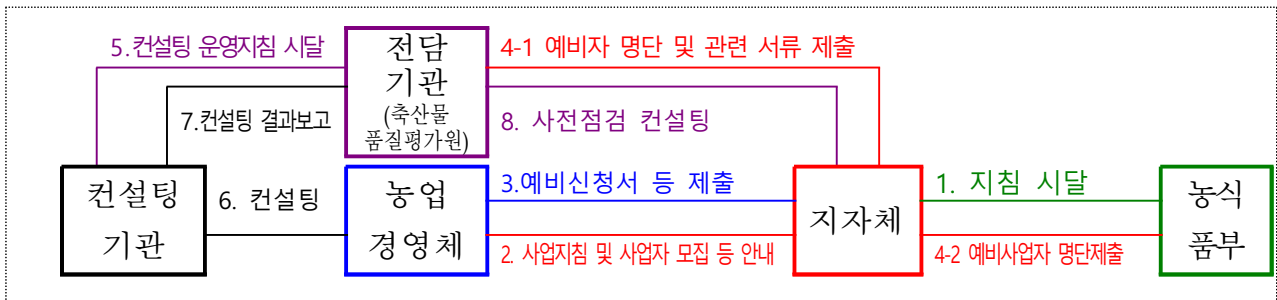 5.컨설팅 운영지침 시달
전담
기관
(축산물
품질평가원)
4-1 예비자 명단 및 관련 서류 제출
7.컨설팅 결과보고
8. 사전점검 컨설팅
컨설팅
기관
6. 컨설팅
농업
경영체
3.예비신청서 등 제출
2. 사업지침 및 사업자 모집 등 안내
지자체
1. 지침 시달
4-2 예비사업자 명단제출
농식
품부